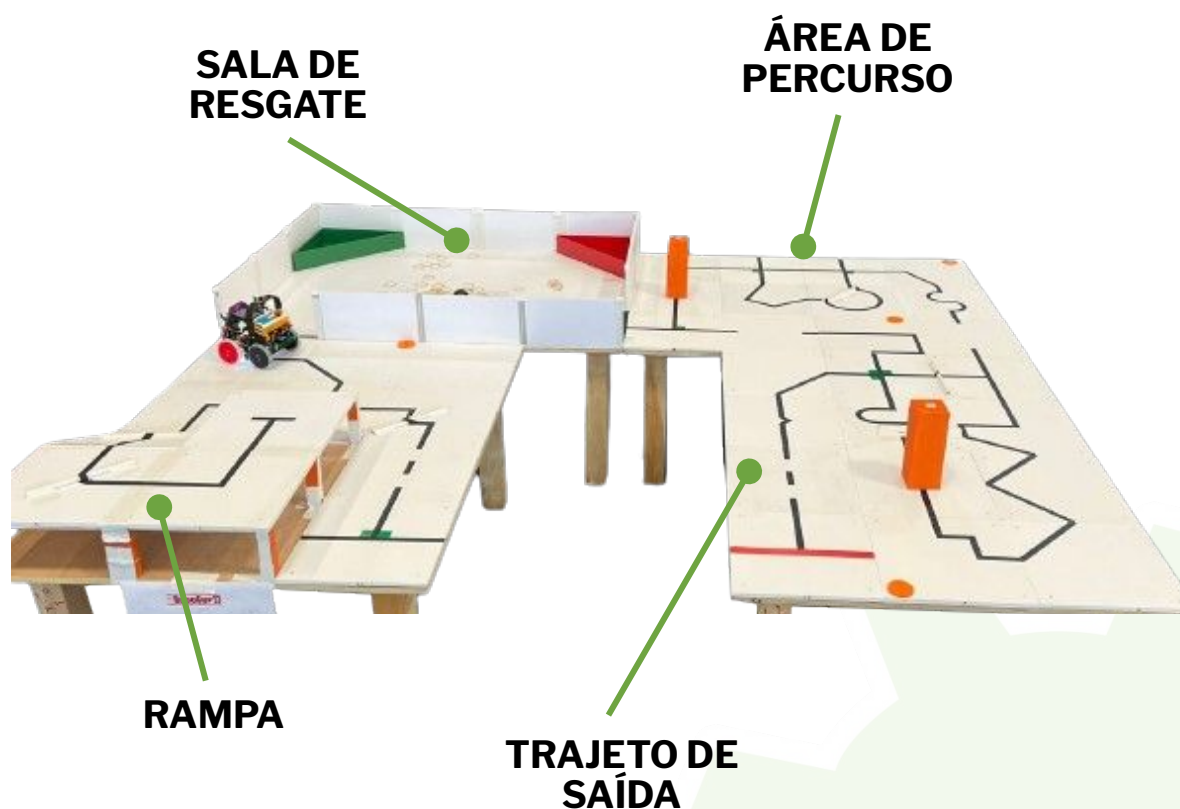 SALA DE
RESGATE
ÁREA DE
PERCURSO
RAMPA
TRAJETO DE
SAÍDA